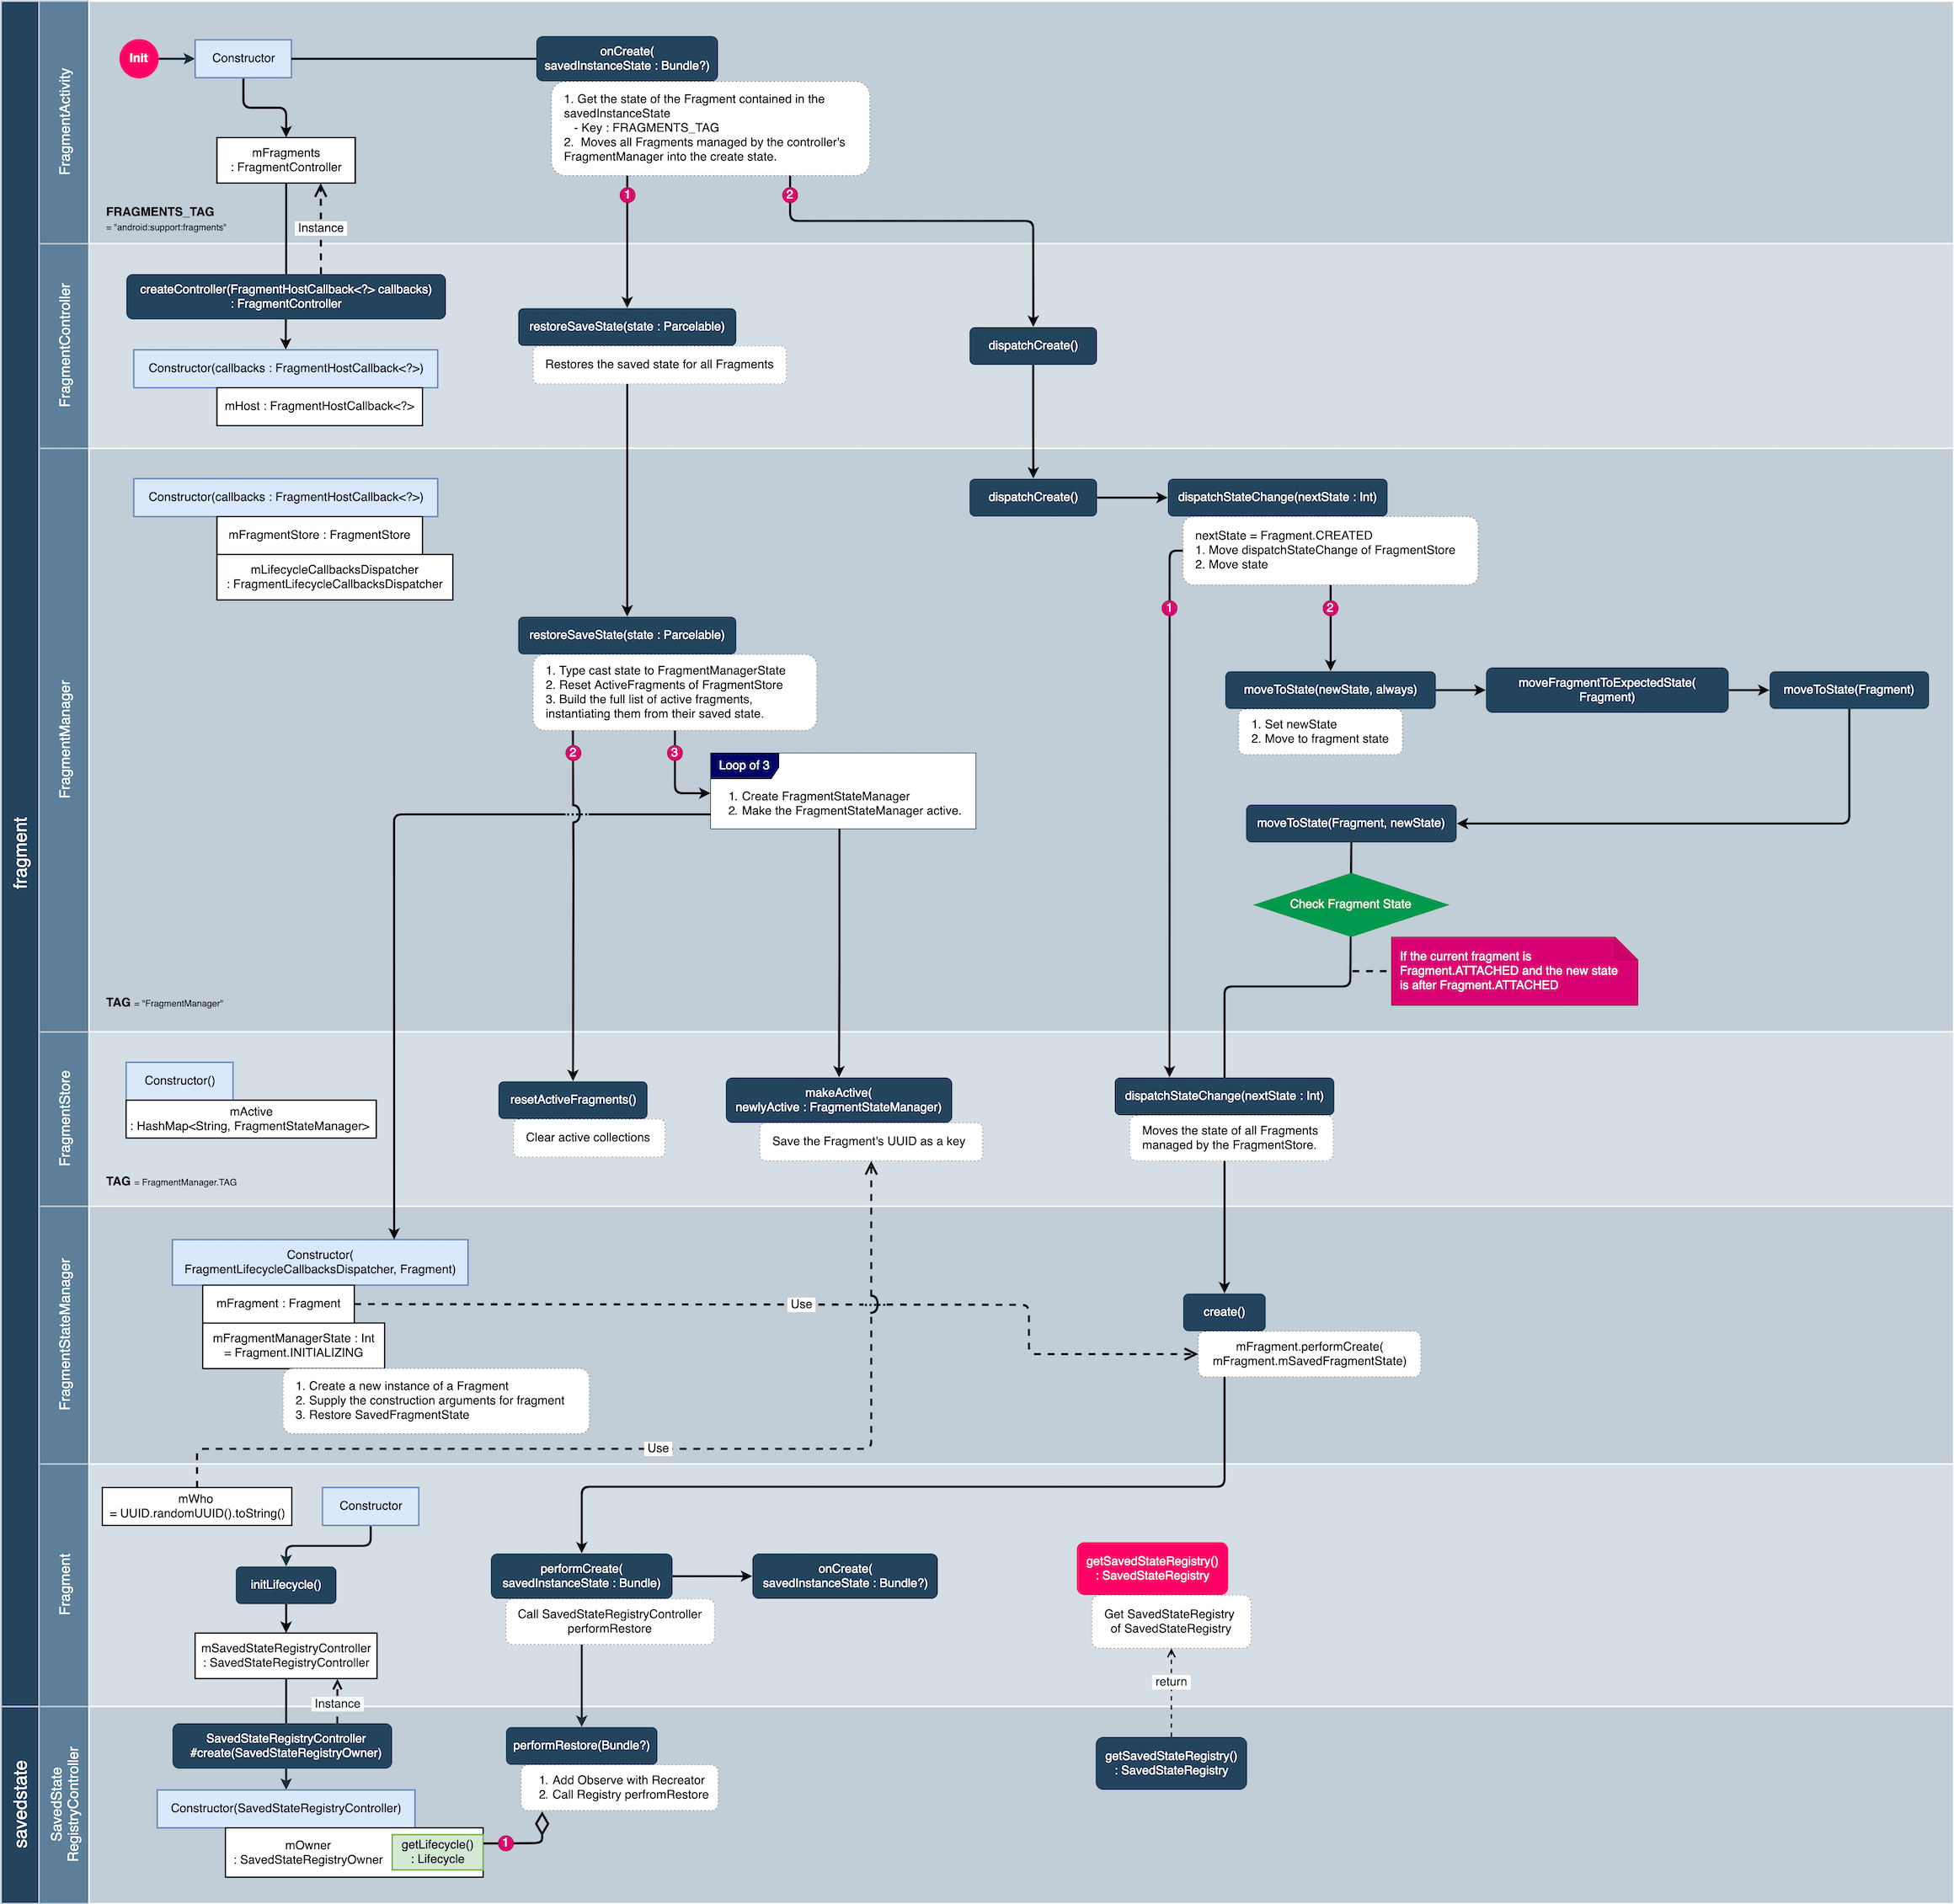 fragment
savedstate
FragmentActivity
Init
Constructor
onCreate(
savedInstanceState : Bundle?)
1. Get the state of the Fragment contained in the
savedInstanceState
- Key : FRAGMENTS_TAG
2. Moves all Fragments managed by the controller's
FragmentManager into the create state.
mFragments
: FragmentController
1
2
FRAGMENTS_TAG
= "android:support:fragments"
Instance
FragmentController
createController(FragmentHostCallback<?> callbacks)
: FragmentController
restoreSaveState(state : Parcelable)
Restores the saved state for all Fragments
dispatchCreate()
Constructor(callbacks : FragmentHostCallback<?>)
mHost : FragmentHostCallback<?>
FragmentManager
Constructor(callbacks : FragmentHostCallback<?>)
mFragmentStore : FragmentStore
mLifecycleCallbacksDispatcher
: FragmentLifecycleCallbacksDispatcher
dispatchCreate()
dispatchStateChange(nextState : Int)
nextState = Fragment.CREATED
1. Move dispatchStateChange of FragmentStore
2. Move state
1
2
restoreSaveState(state : Parcelable)
1. Type cast state to FragmentManagerState
2. Reset ActiveFragments of FragmentStore
3. Build the full list of active fragments,
instantiating them from their saved state.
moveToState(newState, always)
1. Set newState
2. Move to fragment state
moveFragmentToExpectedState(
Fragment)
moveToState(Fragment)
2
3
Loop of 3
1. Create FragmentStateManager
2. Make the FragmentStateManager active.
moveToState(Fragment, newState)
Check Fragment State
If the current fragment is
Fragment.ATTACHED and the new state
is after Fragment.ATTACHED
TAG = "FragmentManager"
FragmentStore
Constructor()
mActive
: HashMap<String, FragmentStateManager>
resetActiveFragments()
Clear active collections
makeActive(
newlyActive : FragmentStateManager)
Save the Fragment's UUID as a key
dispatchStateChange(nextState : Int)
Moves the state of all Fragments
managed by the FragmentStore.
TAG = FragmentManager.TAG
FragmentStateManager
Constructor(
FragmentLifecycleCallbacksDispatcher, Fragment)
mFragment : Fragment
Use
create()
mFragmentManagerState : Int
= Fragment.INITIALIZING
mFragment.performCreate(
mFragment.mSavedFragmentState)
1. Create a new instance of a Fragment
2. Supply the construction arguments for fragment
3. Restore SavedFragmentState
Use
Fragment
mWho
= UUID.randomUUID().toString()
Constructor
initLifecycle()
performCreate(
savedInstanceState : Bundle)
Call SavedStateRegistryController
performRestore
onCreate(
savedInstanceState : Bundle?)
getSavedStateRegistry()
: SavedStateRegistry
Get SavedStateRegistry
of SavedStateRegistry
mSavedStateRegistryController
: SavedStateRegistryController
return
Instance
SavedState
RegistryController
SavedStateRegistryController
#create(SavedStateRegistryOwner)
performRestore(Bundle?)
1. Add Observe with Recreator
2. Call Registry perfromRestore
getSavedStateRegistry()
: SavedStateRegistry
Constructor(SavedStateRegistryController)
mOwner
: SavedStateRegistryOwner
getLifecycle()
: Lifecycle
1